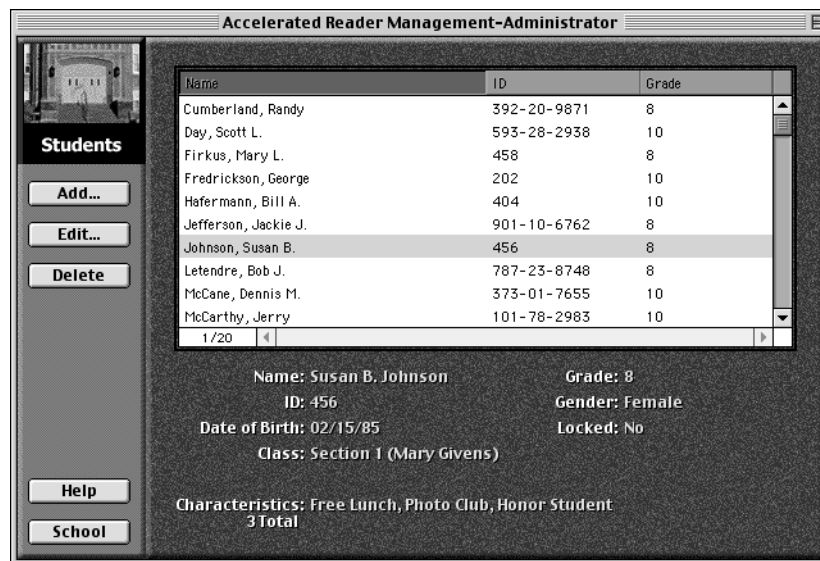 Accelerated Reader Management-Administrator
Students
Add...
Edit...
Delete
Help
School
Name ID Grade
Cumberland, Randy 392-20-9871 8
Day, Scott L. 593-28-2938 10
Firkus, Mary L. 458 8
Fredrickson, George 202 10
Hafermann, Bill A. 404 10
Jefferson, Jackie J. 901-10-6762 8
Johnson, Susan B. 456 8
Letendre, Bob J. 787-23-8748 8
McCane, Dennis M. 373-01-7655 10
McCarthy, Jerry 101-78-2983 10
1/20
Name: Susan B. Johnson Grade: 8
ID: 456 Gender: Female
Date of Birth: 02/15/85 Locked: No
Class: Section 1 (Mary Givens)
Characteristics: Free Lunch, Photo Club, Honor Student
3 Total